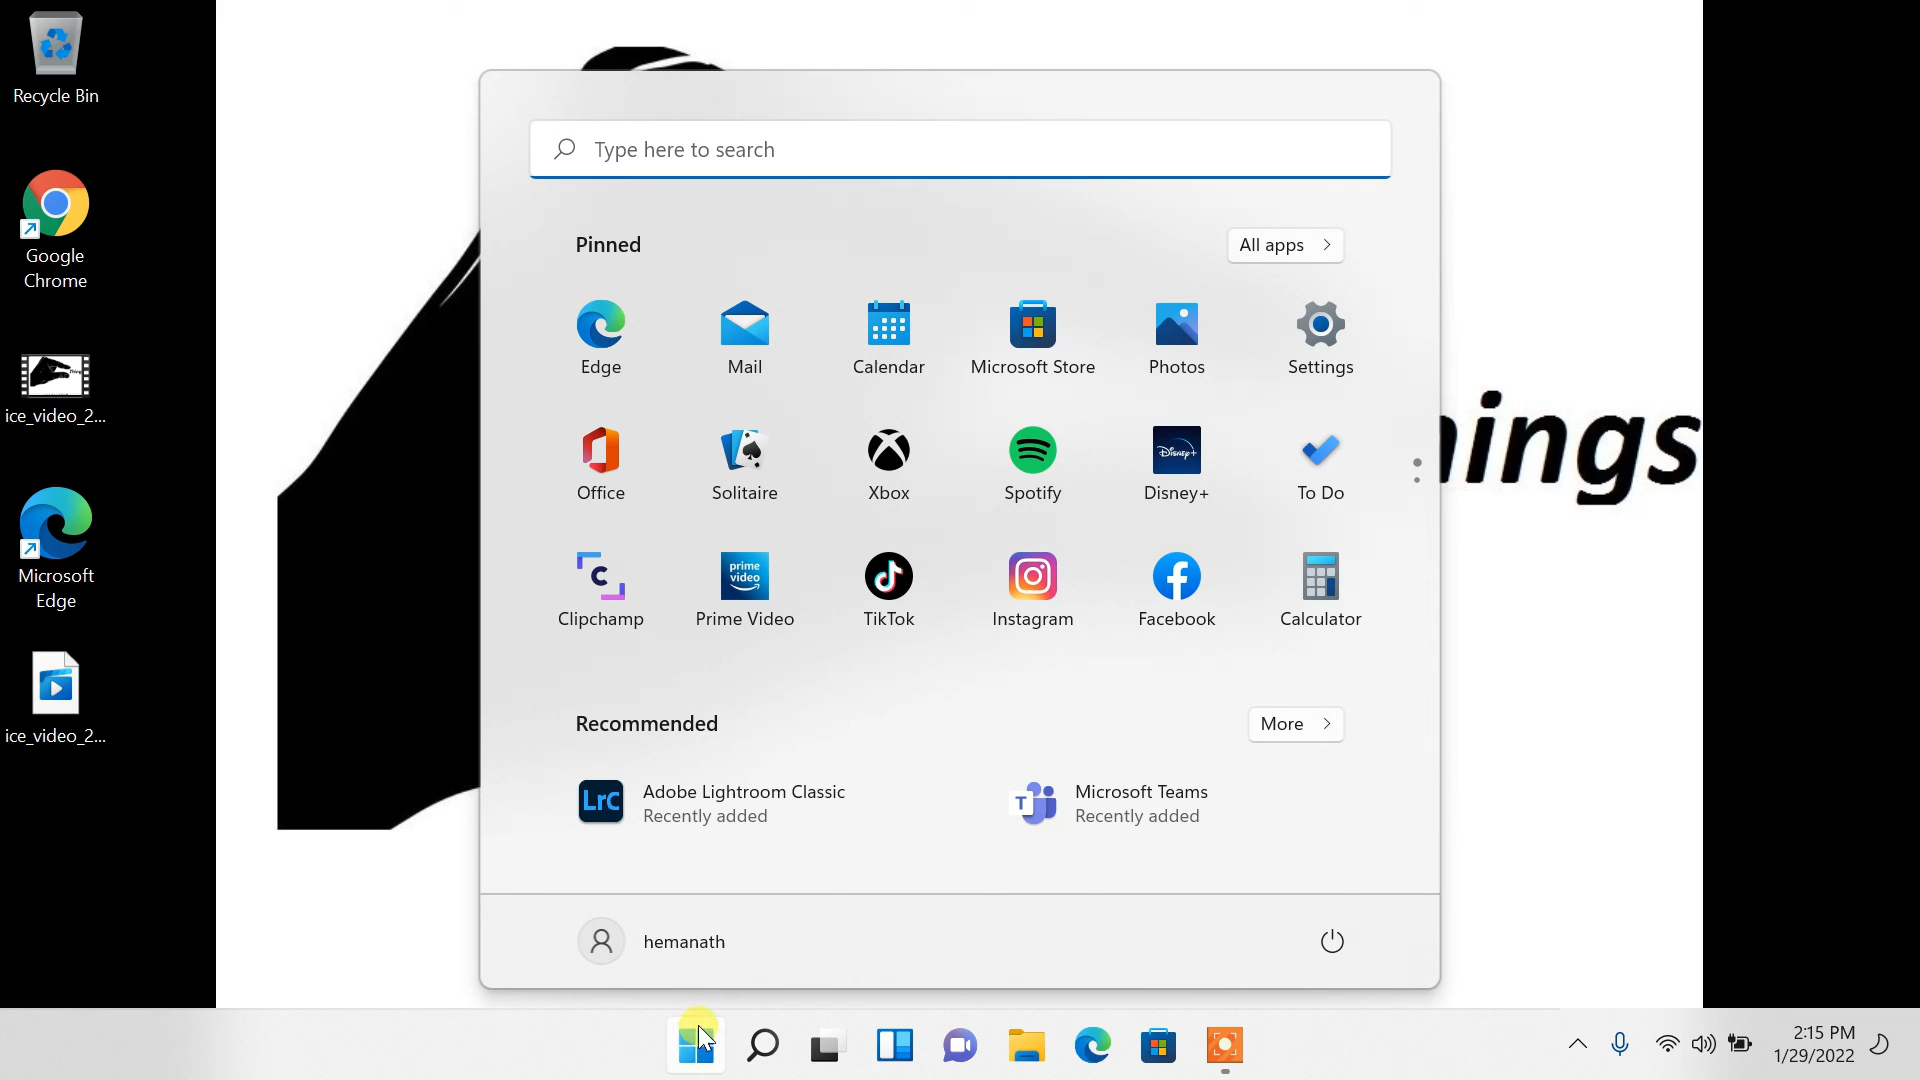 Recycle Bin
Google
Chrome
ice_video_2...
Microsoft
Edge
ice_video_2...
Type here to search
Pinned
All apps
Edge
Mail
Calendar
Microsoft Store
Photos
Settings
Office
Solitaire
Xbox
Spotify
Disney+
Disney+
To Do
prime
video
Clipchamp
Prime Video
TikTok
Instagram
Facebook
Calculator
ings
Recommended
More
LrC
Adobe Lightroom Classic
Recently added
T
Microsoft Teams
Recently added
hemanath
2:15 PM
1/29/2022